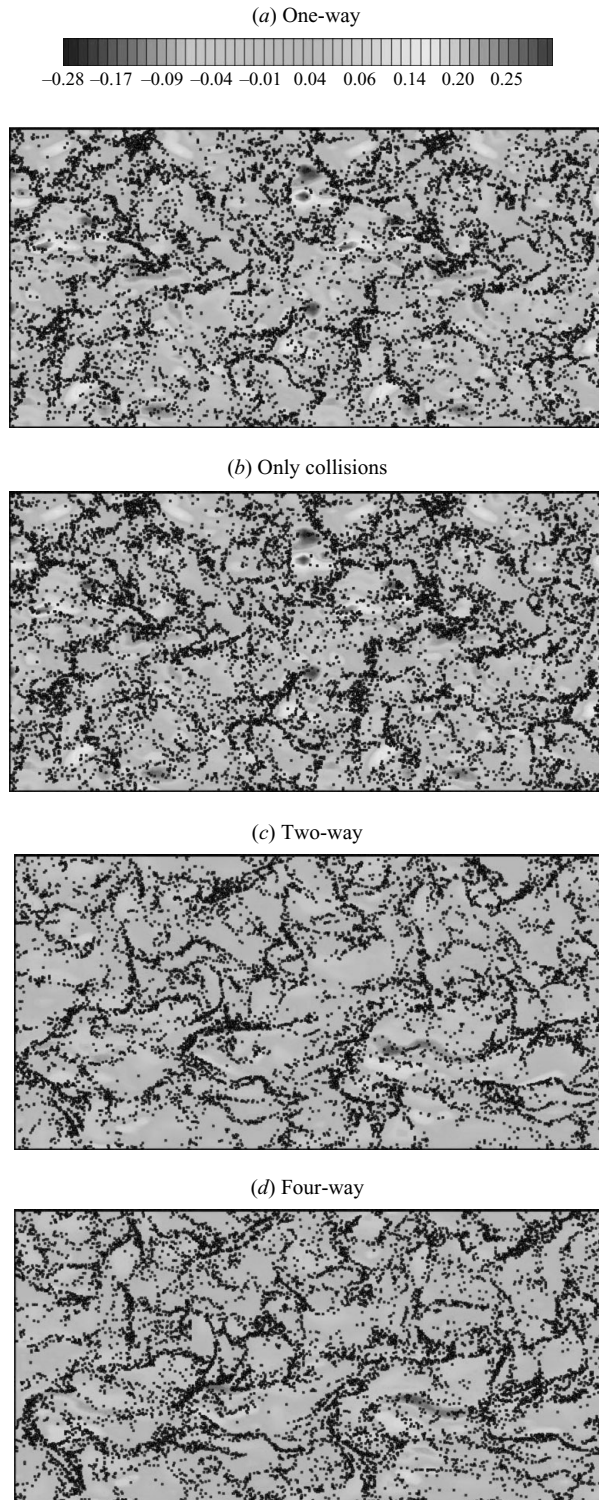 (a) One-way
–0.28 –0.17 –0.09 –0.04 –0.01 0.04 0.06 0.14 0.20 0.25
(b) Only collisions
(c) Two-way
(d) Four-way